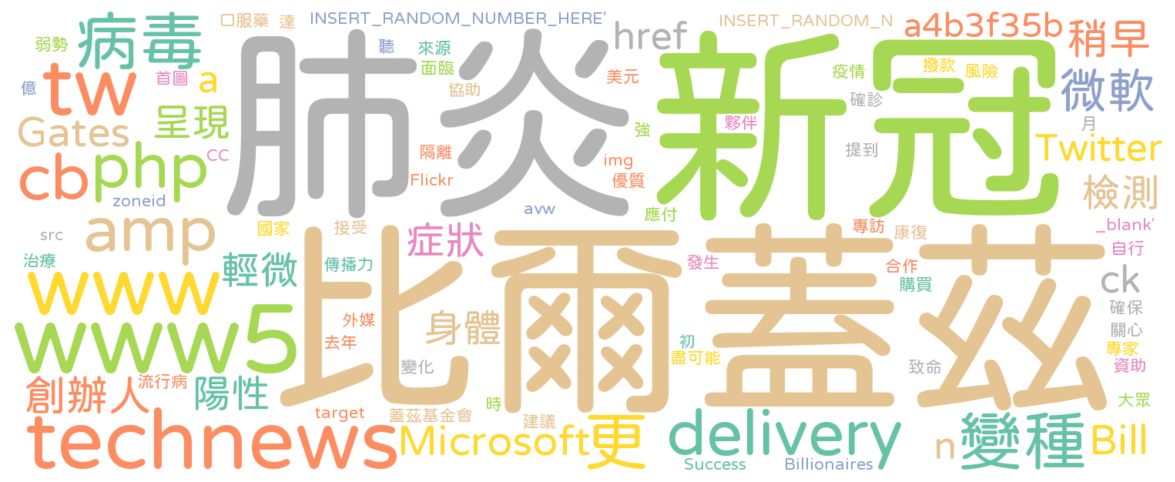 口服藥 達 INSERT_RANDOM_NUMBER_HERE' INSERT_RANDOM_N a4b3f35b
弱勢 病毒 聽 來源 href 稍早
億 tw 首圖 a 面臨 協助 美元 疫情 撥款 風險 微軟
Gates 呈現 肺炎 強 新冠 確診 月
CC 隔離 img 夥伴 提到 Twitter
cb php Flickr 優質 檢測
zoneid avw 應付
src amp 國家 接受 症狀 專訪 康復 _blank'
治療 輕微 傳播力 發生 合作 自行
www 購買 ck
www5 外媒 身體 比爾蓋茲 確保
去年 初 關心
變化 盡可能 致命 專家
流行病 資助
創辦人 陽性 時 大眾
target 蓋茲基金會 建議
technews Microsoft 更 delivery n 變種 Bill
Success Billionaires